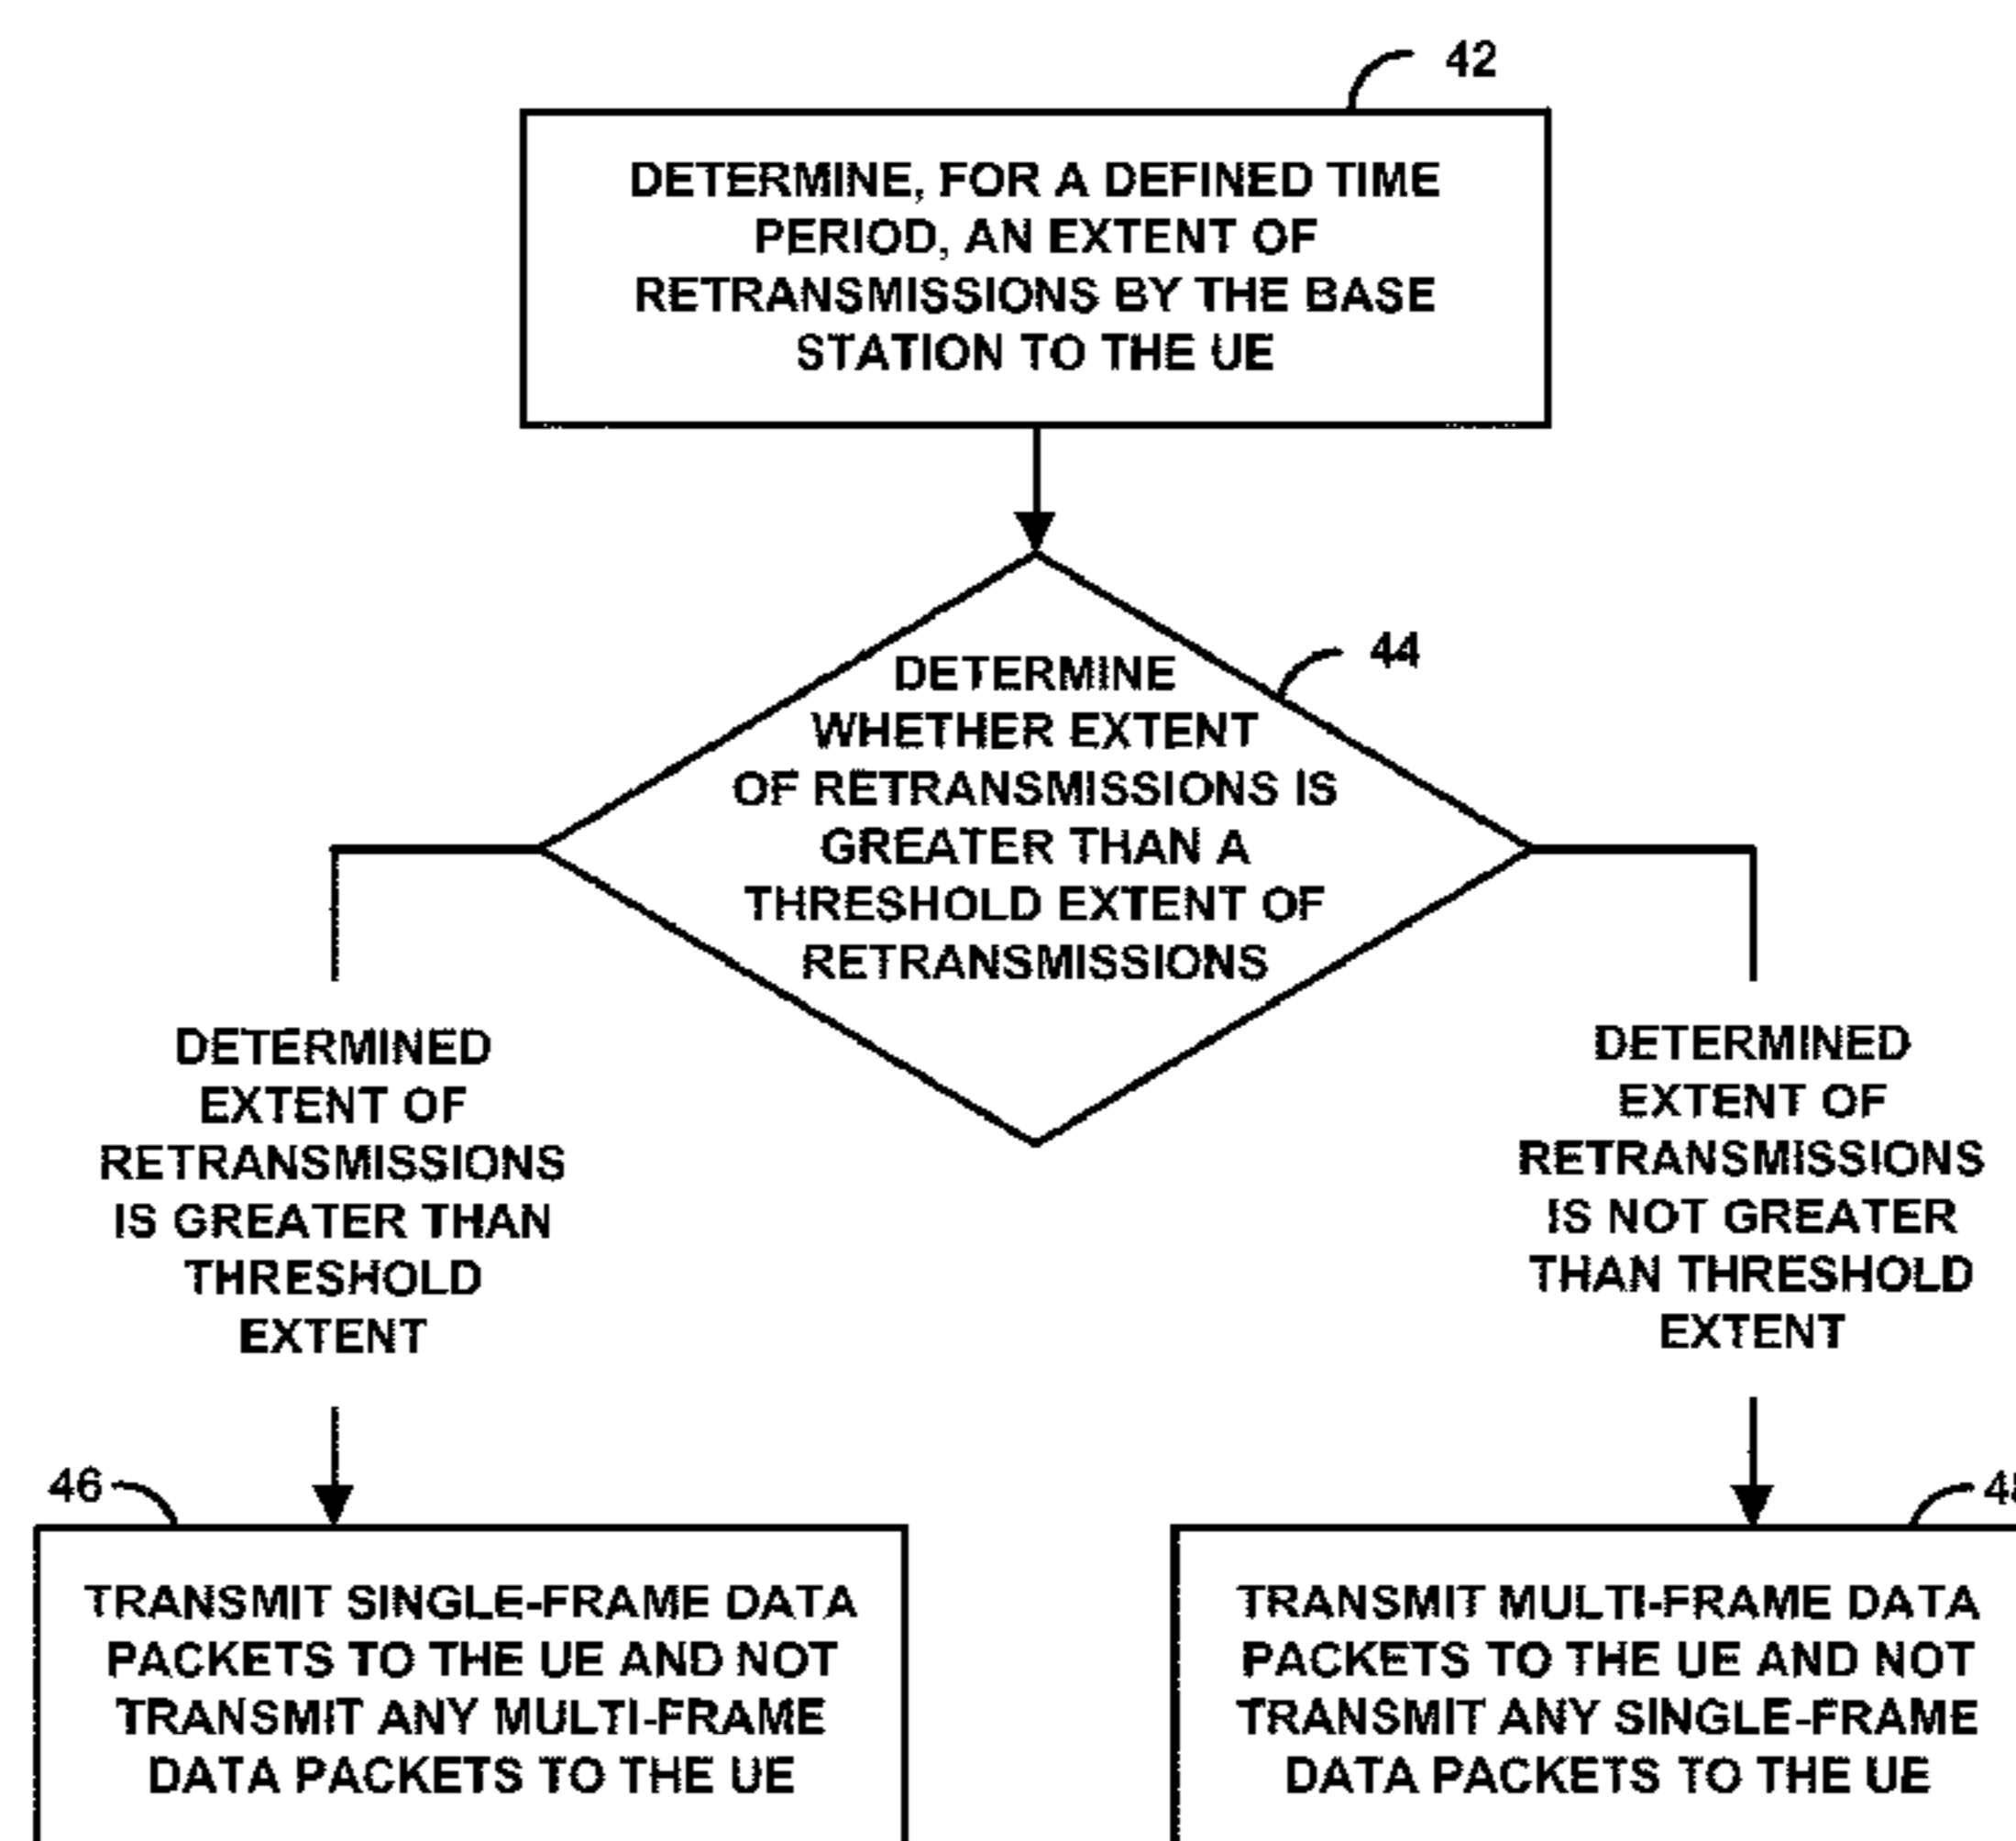 42
DETERMINE, FOR A DEFINED TIME
PERIOD, AN EXTENT OF
RETRANSMISSIONS BY THE BASE
STATION TO THE UE
44
DETERMINE
WHETHER EXTENT
OF RETRANSMISSIONS IS
GREATER THAN A
THRESHOLD EXTENT OF
RETRANSMISSIONS
DETERMINED
EXTENT OF
RETRANSMISSIONS
IS GREATER THAN
THRESHOLD
EXTENT
DETERMINED
EXTENT OF
RETRANSMISSIONS
IS NOT GREATER
THAN THRESHOLD
EXTENT
46
TRANSMIT SINGLE-FRAME DATA
PACKETS TO THE UE AND NOT
TRANSMIT ANY MULTI-FRAME
DATA PACKETS TO THE UE
TRANSMIT MULTI-FRAME DATA
PACKETS TO THE UE AND NOT
TRANSMIT ANY SINGLE-FRAME
DATA PACKETS TO THE UE